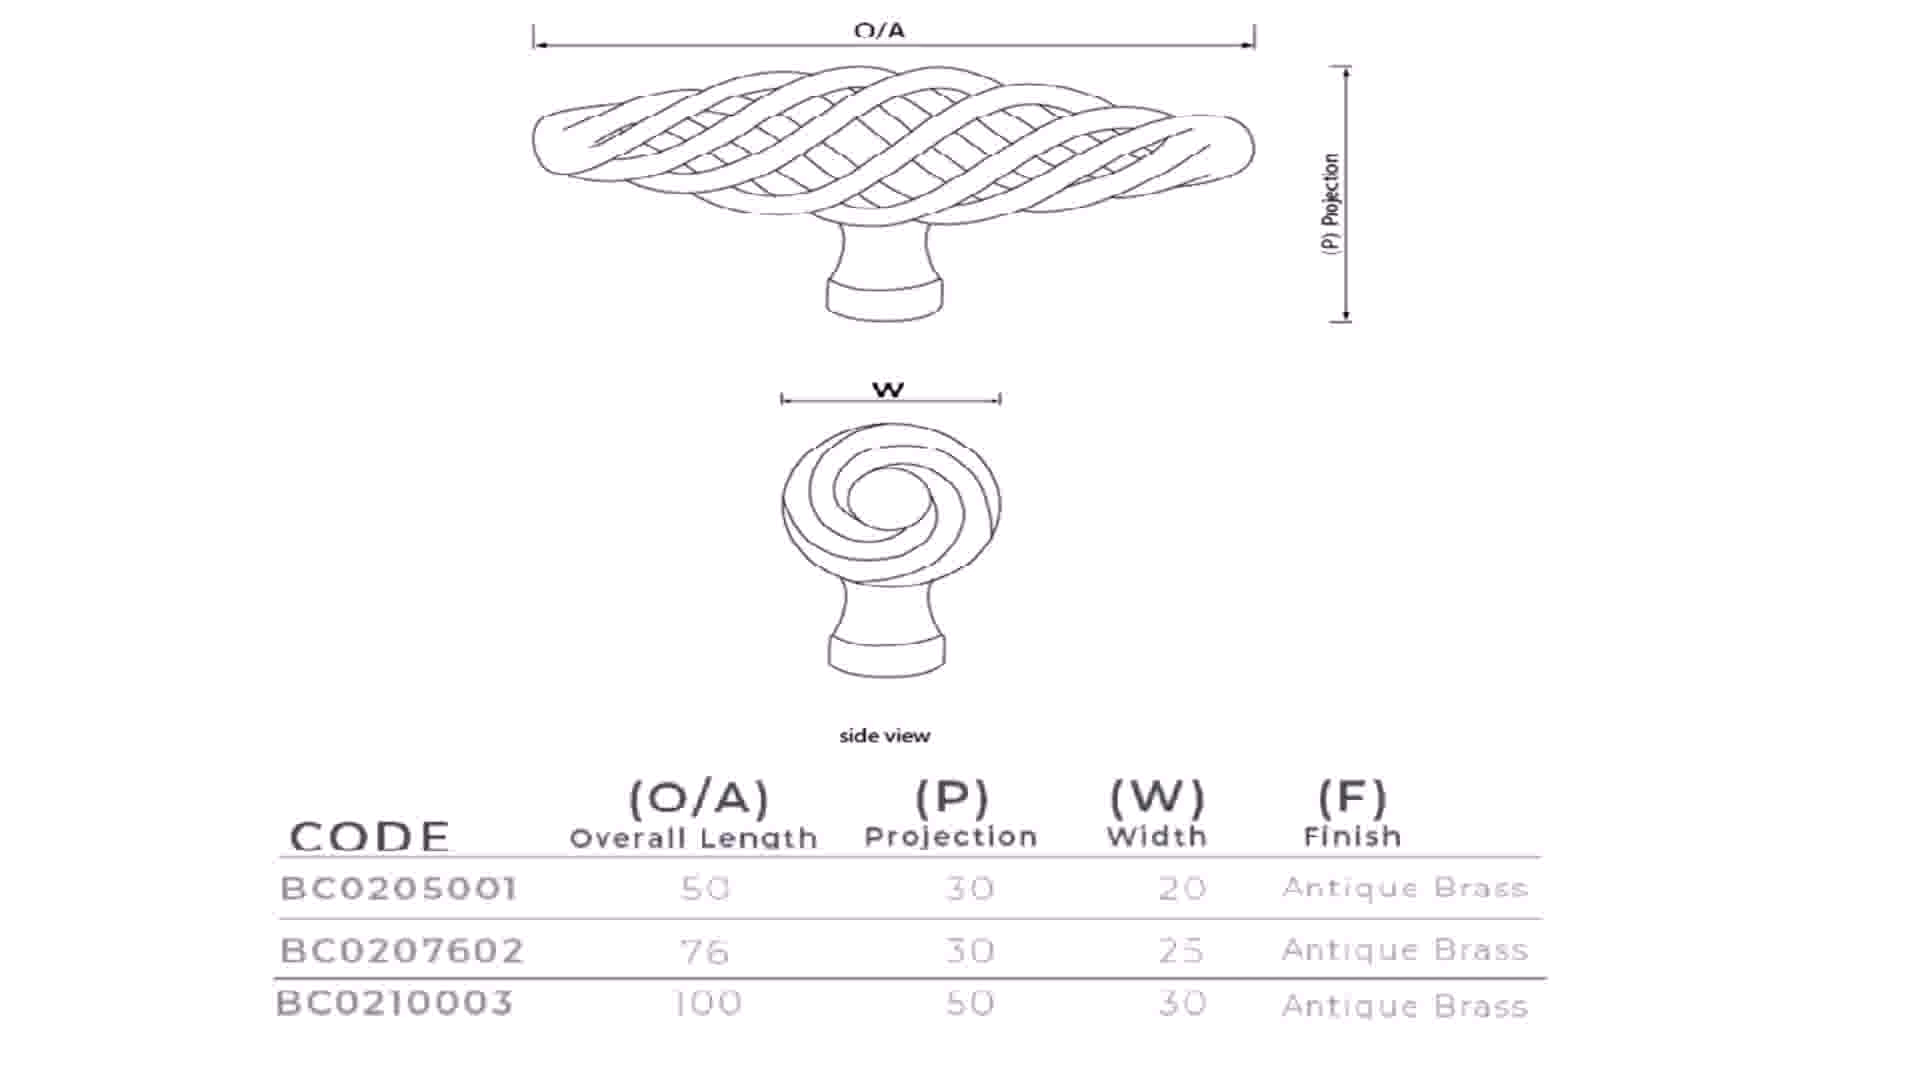 O/A
(P) Projection
W
side view
CODE (O/A) Overall Length (P) Projection (W) Width (F) Finish
BC0205001 50 30 20 Antique Brass
BC0207602 76 30 25 Antique Brass
BC0210003 100 50 30 Antique Brass